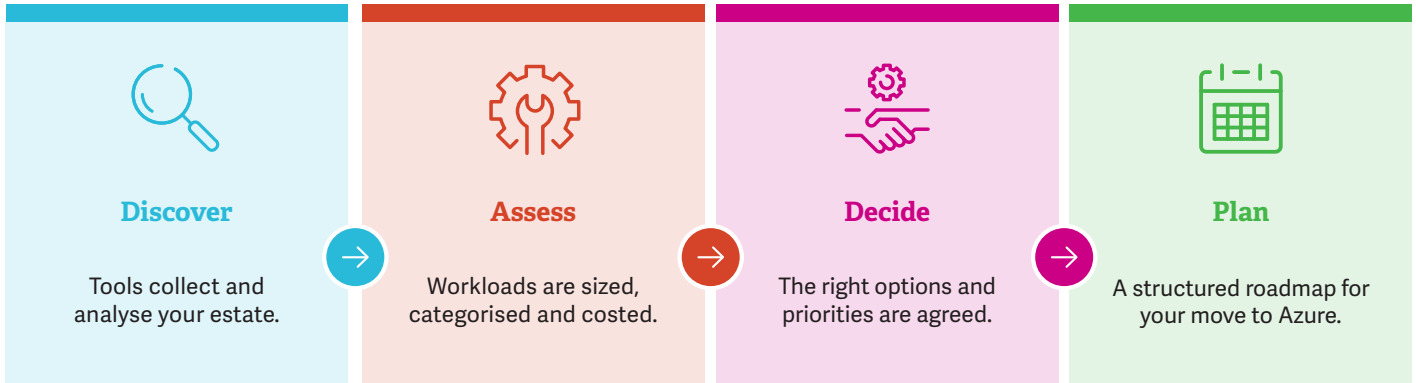 Discover
Tools collect and
analyse your estate.
Assess
Workloads are sized,
categorised and costed.
Decide
The right options and
priorities are agreed.
Plan
A structured roadmap for
your move to Azure.